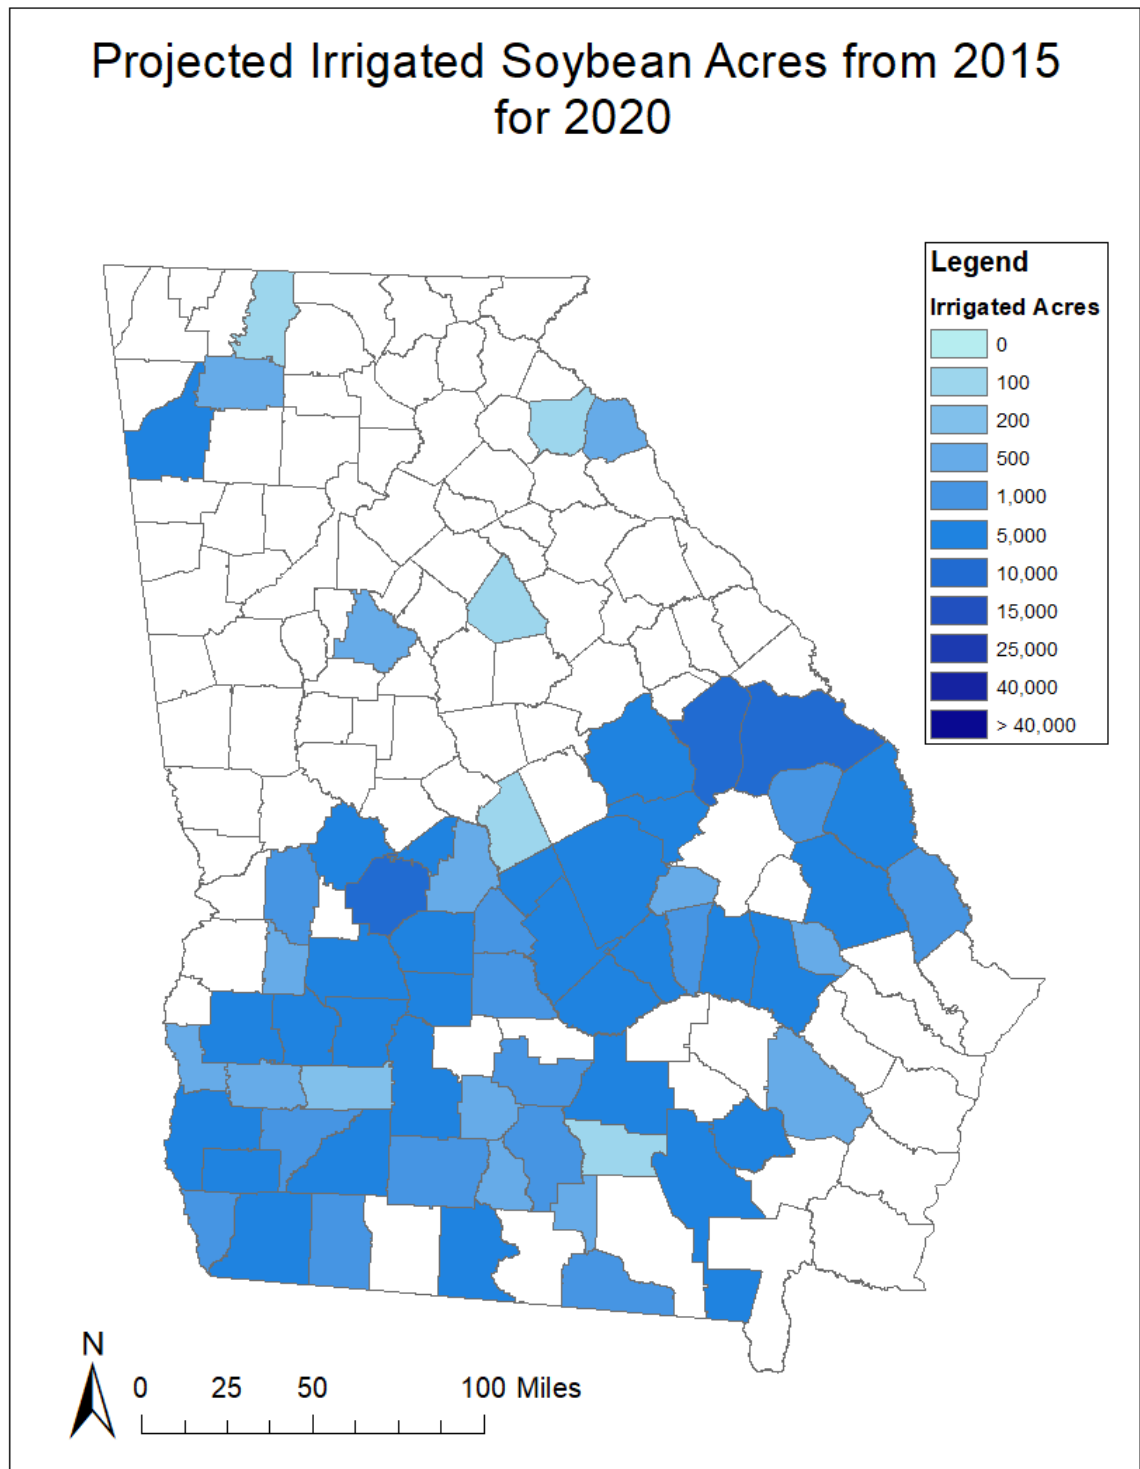 Projected Irrigated Soybean Acres from 2015
for 2020
Legend
Irrigated Acres
0
100
200
500
1,000
5,000
10,000
15,000
25,000
40,000
> 40,000
N
0 25 50 100 Miles